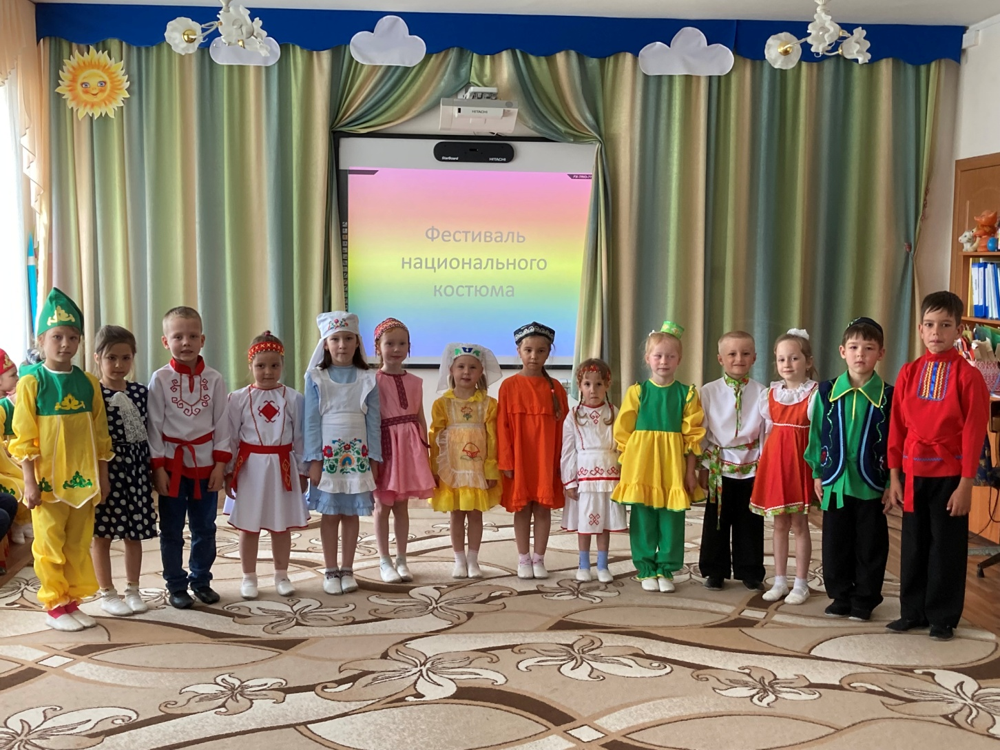 HITACHI
StarBoard HITACHI
Фестиваль
национального
костюма